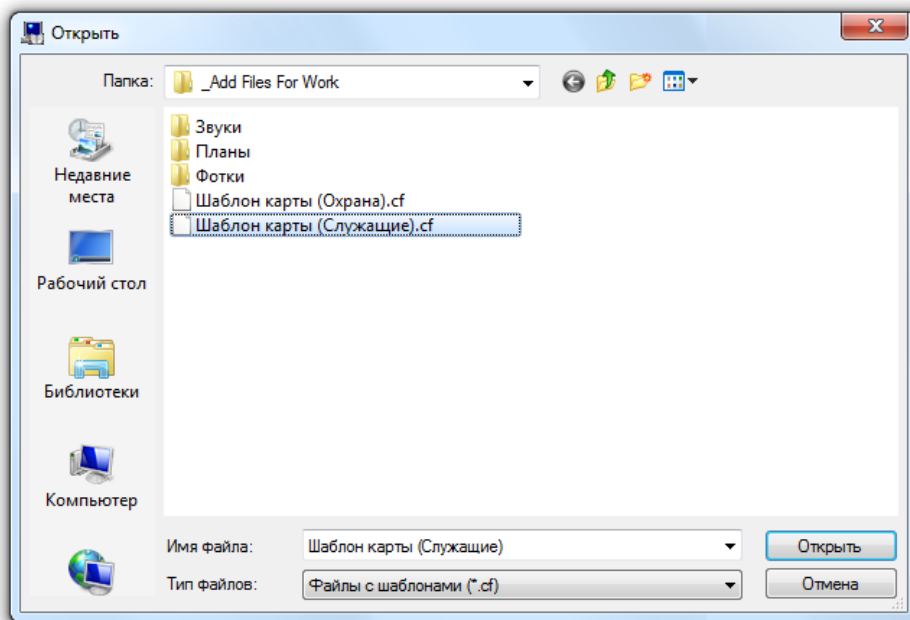 Открыть
Папка:
_Add Files For Work
Недавние
места
Рабочий стол
Библиотеки
Компьютер
Звуки
Планы
Фотки
Шаблон карты (Охрана).cf
Шаблон карты (Служащие).cf
Имя файла:
Шаблон карты (Служащие)
Открыть
Тип файлов:
Файлы с шаблонами (*.cf)
Отмена